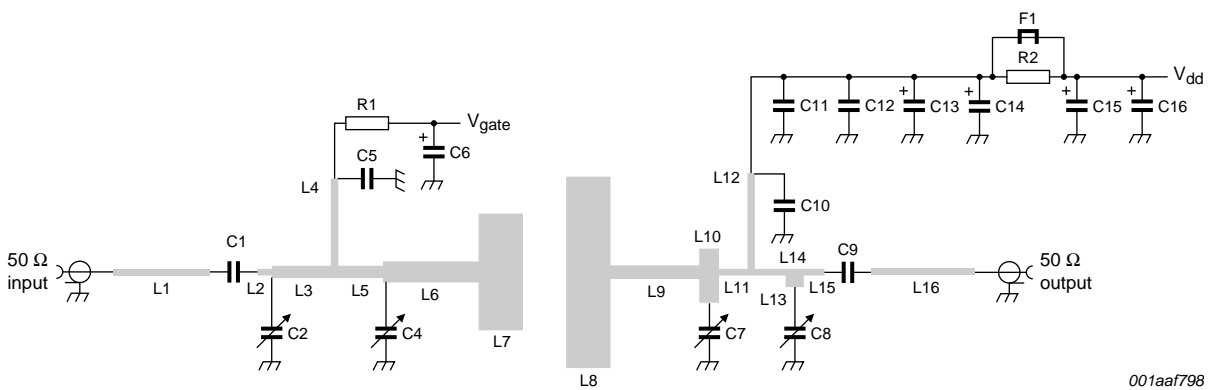 F1
R2
V_dd
C11
C12
C13
C14
C15
C16
+
+
+
+
R1
V_gate
+
C6
C5
L4
L12
C10
50 Ω
input
C1
L1
L2
L3
L5
L6
L7
C2
C4
L8
L9
L10
L11
L14
L13
L15
C9
L16
C7
C8
50 Ω
output
001aaf798